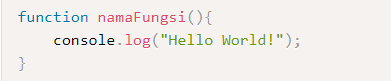 function namaFungsi(){
    console.log("Hello World!");
}